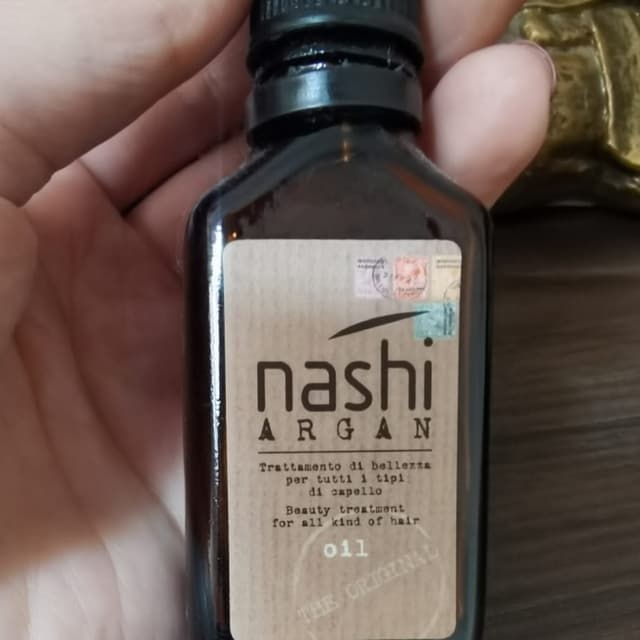 nashi
ARGAN
Trattamento di bellezza
per tutti i tipi
di capello
Beauty treatment
for all kind of hair
oil
THE ORIGINAL